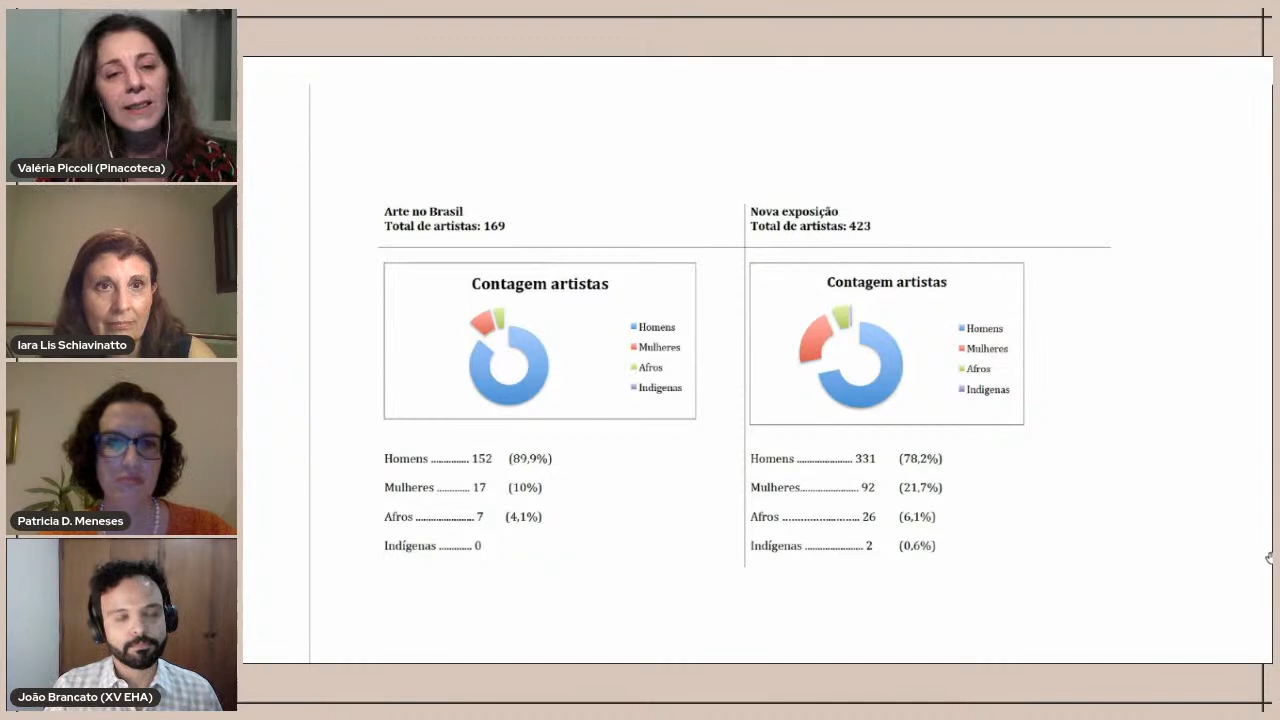 Valéria Piccoli (Pinacoteca)
Iara Lis Schiavinatto
Patricia D. Meneses
João Brancato (XV EHA)
Arte no Brasil
Total de artistas: 169
Contagem artistas
Homens
Mulheres
Afros
Indígenas
Homens ............. 152 (89,9%)
Mulheres ........... 17 (10%)
Afros .................... 7 (4,1%)
Indígenas ........... 0
Nova exposição
Total de artistas: 423
Contagem artistas
Homens
Mulheres
Afros
Indígenas
Homens ................... 331 (78,2%)
Mulheres.................... 92 (21,7%)
Afros ........................... 26 (6,1%)
Indígenas .................... 2 (0,6%)